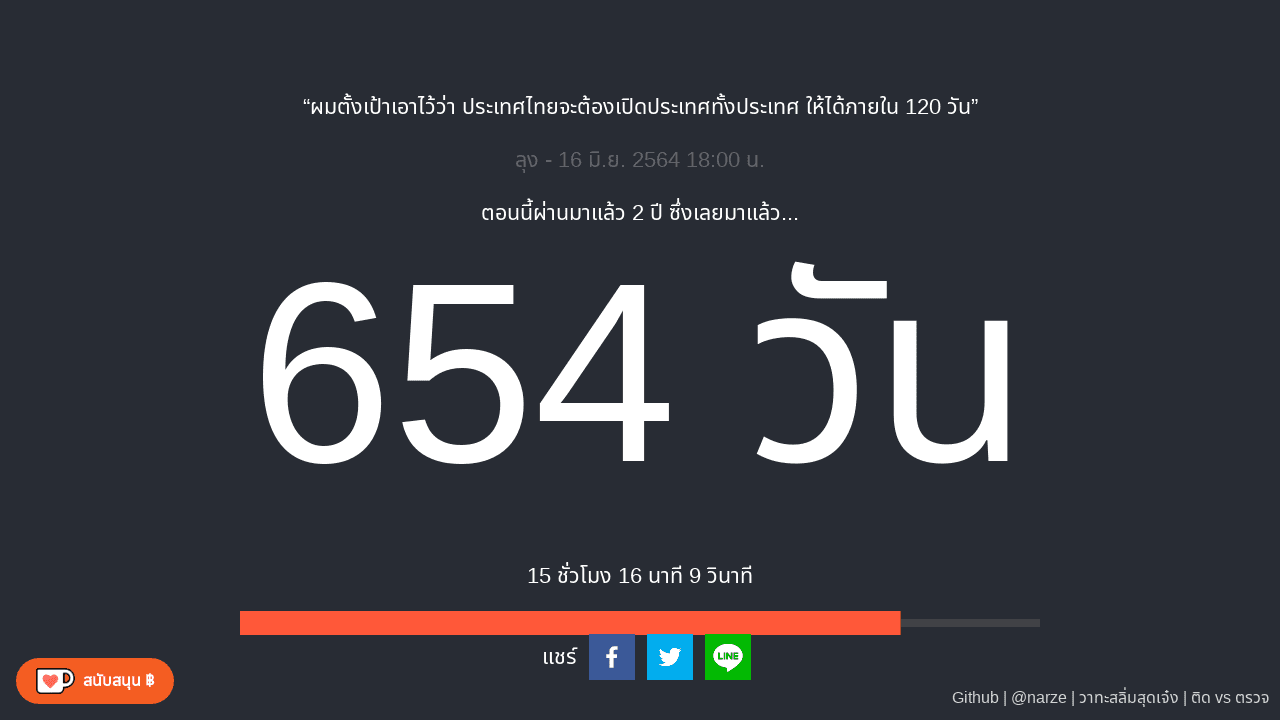 “ผมตั้งเป้าเอาไว้ว่า ประเทศไทยจะต้องเปิดประเทศทั้งประเทศ ให้ได้ภายใน 120 วัน”
ลุง - 16 มิ.ย. 2564 18:00 น.
ตอนนี้ผ่านมาแล้ว 2 ปี ซึ่งเลยมาแล้ว...
654 วัน
15 ชั่วโมง 16 นาที 9 วินาที
แชร์
LINE
สนับสนุน ฿
Github | @narze | วาทะสลิ่มสุดเจ๋ง | ติด vs ตรวจ